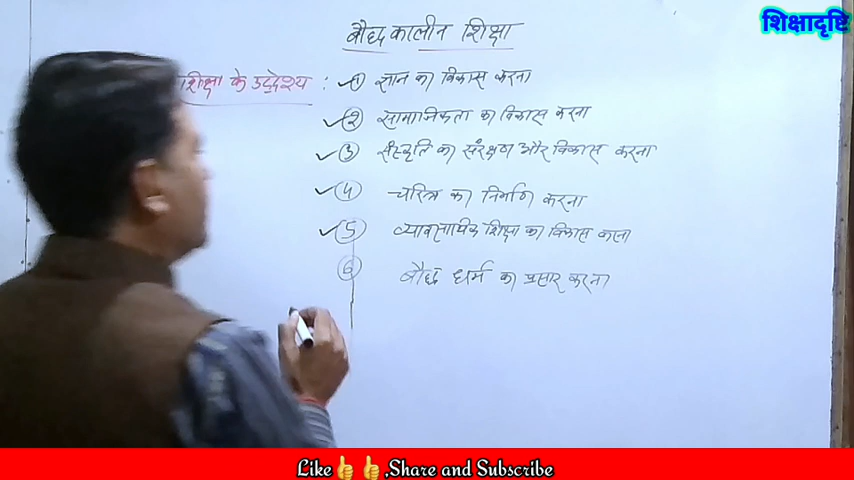 शिक्षादृष्टि
बौद्ध कालीन शिक्षा
शिक्षा के उद्देश्य : ✓① ज्ञान का विकास करना
✓② सामाजिकता का विकास करना
✓③ संस्कृति का संरक्षण और विकास करना
✓④ चरित्र का निर्माण करना
✓⑤ व्यावसायिक शिक्षा का विकास करना
⑥ बौद्ध धर्म का प्रसार करना
Like👍👍,Share and Subscribe